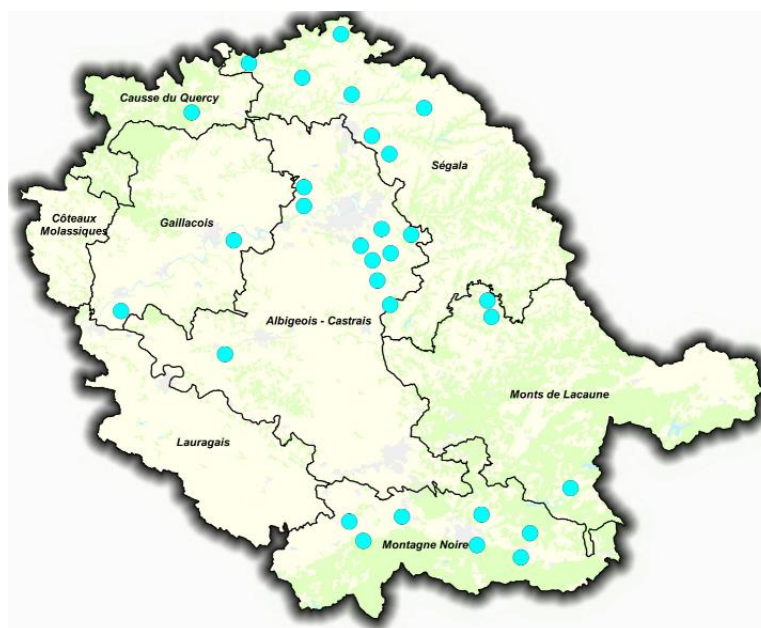 Causse du Quercy
Ségala
Côteaux
Molassiques
Gaillacois
Albigeois - Castrais
Monts de Lacaune
Lauragais
Montagne Noire